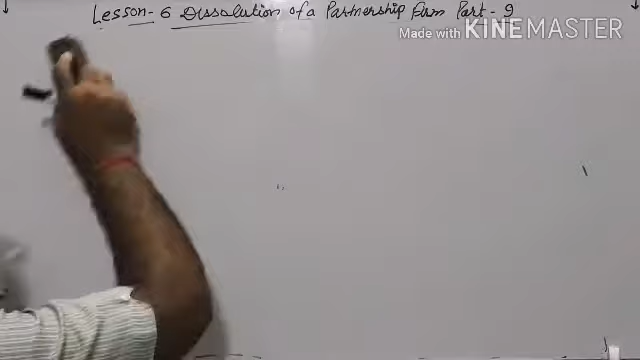 Lesson - 6 Dissolution of a Partnership firm Part - 9
Made with KINEMASTER